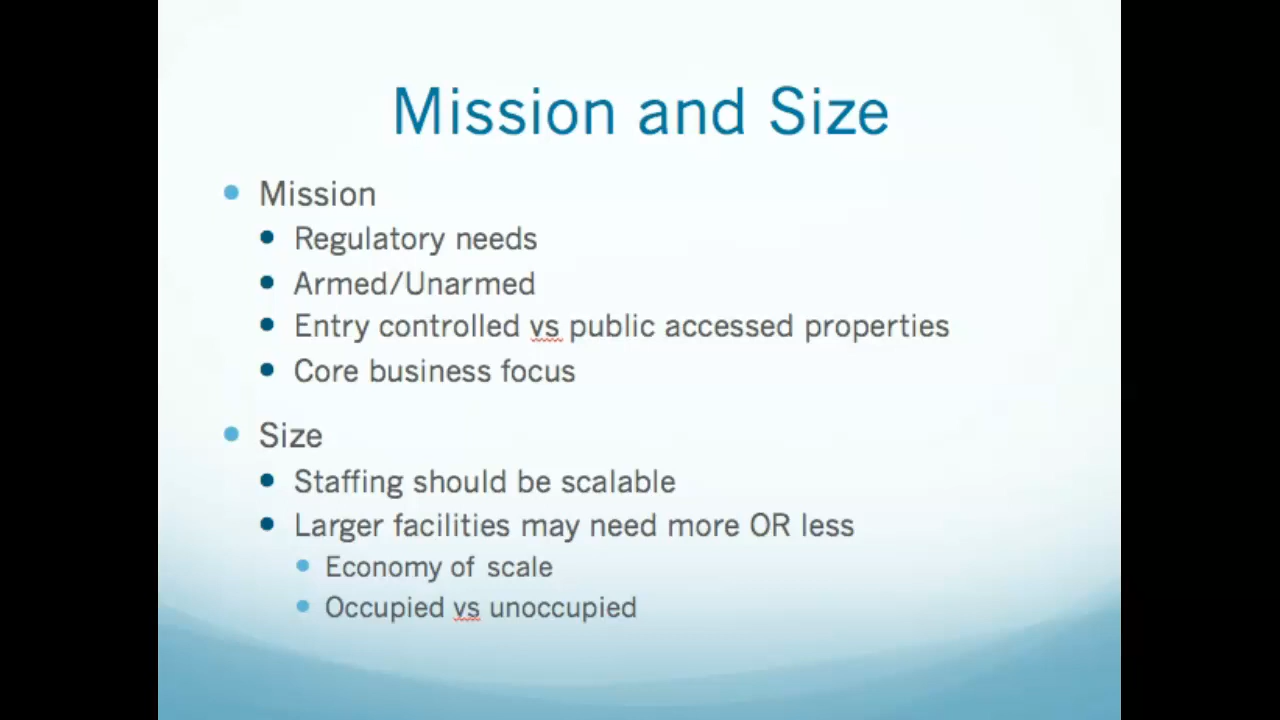 Mission and Size
Mission
Regulatory needs
Armed/Unarmed
Entry controlled vs public accessed properties
Core business focus
Size
Staffing should be scalable
Larger facilities may need more OR less
Economy of scale
Occupied vs unoccupied